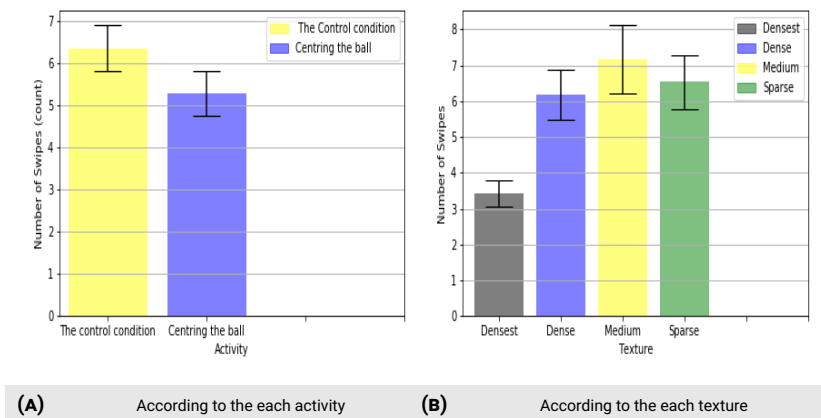 7
6
5
4
3
2
1
0
Number of Swipes (count)
The Control condition
Centring the ball
The control condition
Centring the ball
Activity
8
7
6
5
4
3
2
1
0
Number of Swipes
Densest
Dense
Medium
Sparse
Densest
Dense
Medium
Sparse
Texture
(A) According to the each activity
(B) According to the each texture